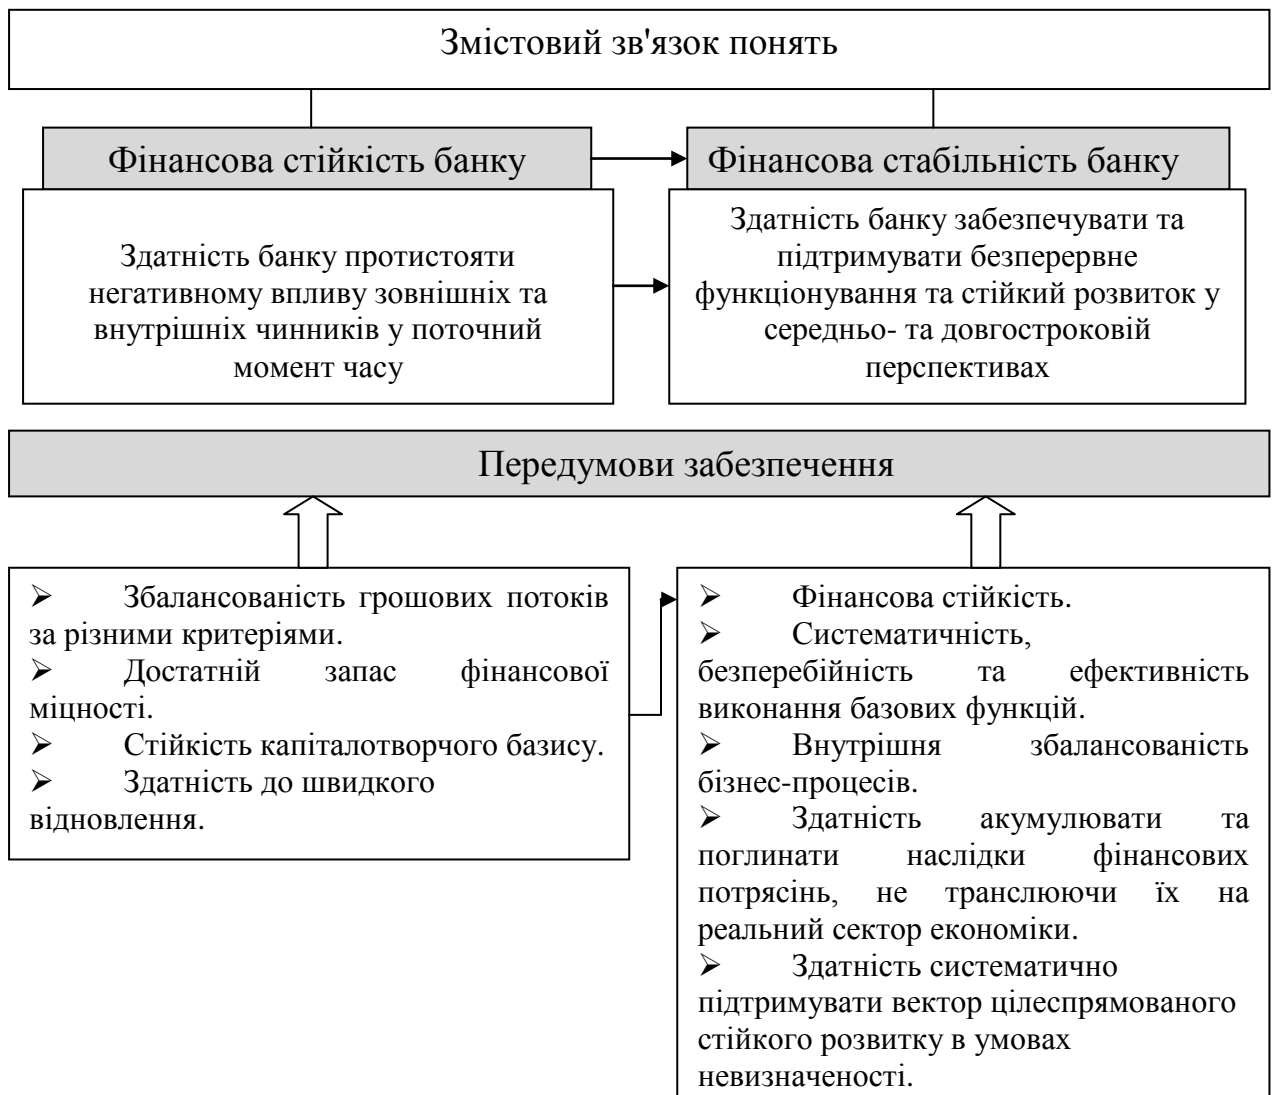 Змістовий зв'язок понять
Фінансова стійкість банку
Фінансова стабільність банку
Здатність банку протистояти
негативному впливу зовнішніх та
внутрішніх чинників у поточний
момент часу
Здатність банку забезпечувати та
підтримувати безперервне
функціонування та стійкий розвиток у
середньо- та довгостроковій
перспективах
Передумови забезпечення
➢ Збалансованість грошових потоків
за різними критеріями.
➢ Достатній запас фінансової
міцності.
➢ Стійкість капіталотворчого базису.
➢ Здатність до швидкого
відновлення.
➢ Фінансова стійкість.
➢ Систематичність,
безперебійність та ефективність
виконання базових функцій.
➢ Внутрішня збалансованість
бізнес-процесів.
➢ Здатність акумулювати та
поглинати наслідки фінансових
потрясінь, не транслюючи їх на
реальний сектор економіки.
➢ Здатність систематично
підтримувати вектор цілеспрямованого
стійкого розвитку в умовах
невизначеності.